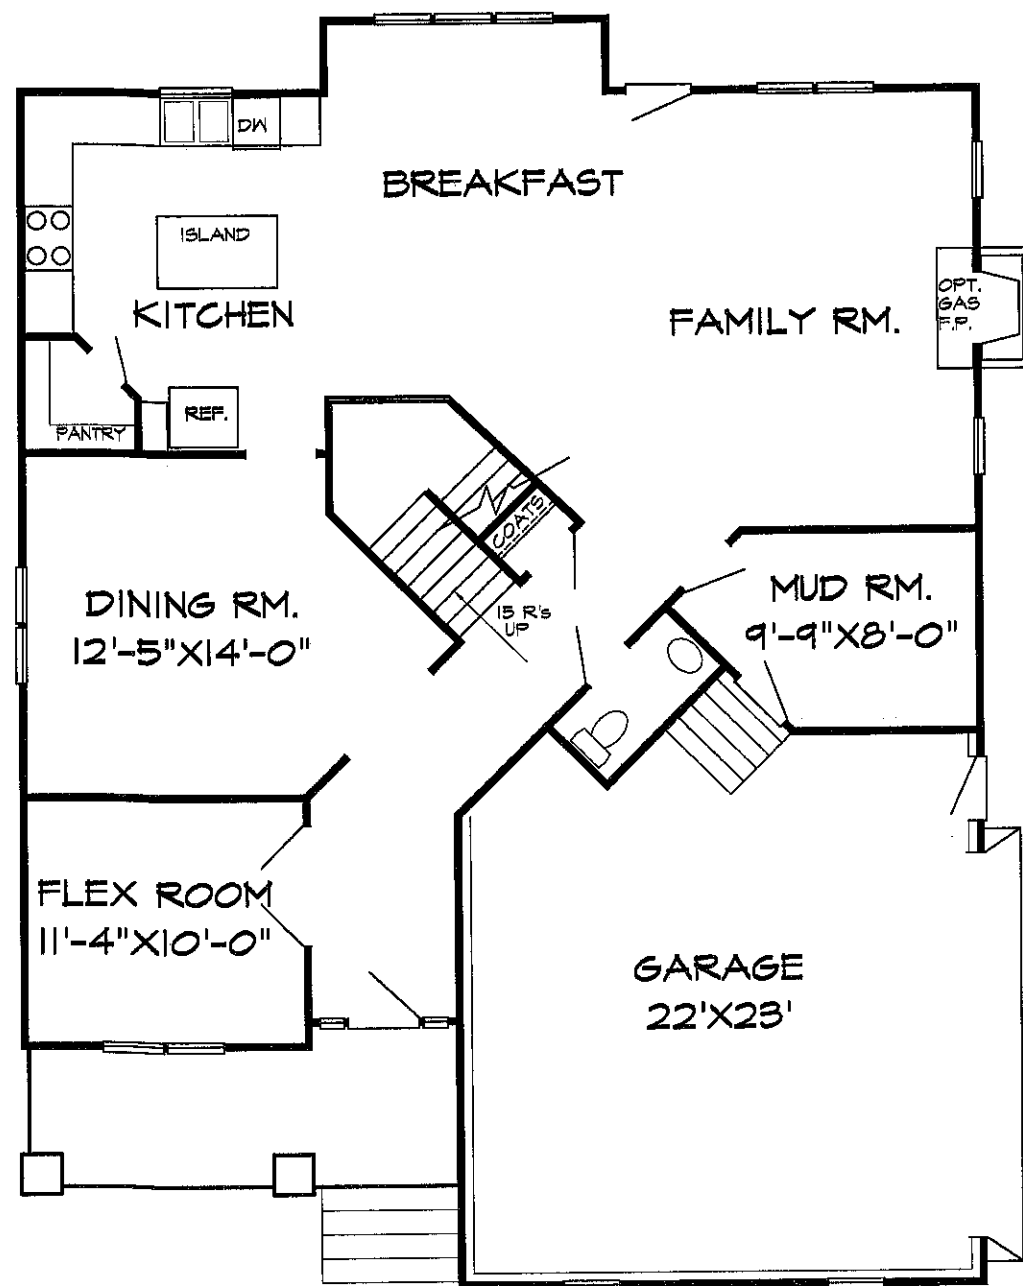 DW
BREAKFAST
ISLAND
KITCHEN
FAMILY RM.
OPT.
GAS
F.P.
REF.
PANTRY
COATS
DINING RM.
12'-5"X14'-0"
15 R's
UP
MUD RM.
9'-9"X8'-0"
FLEX ROOM
11'-4"X10'-0"
GARAGE
22'X23'